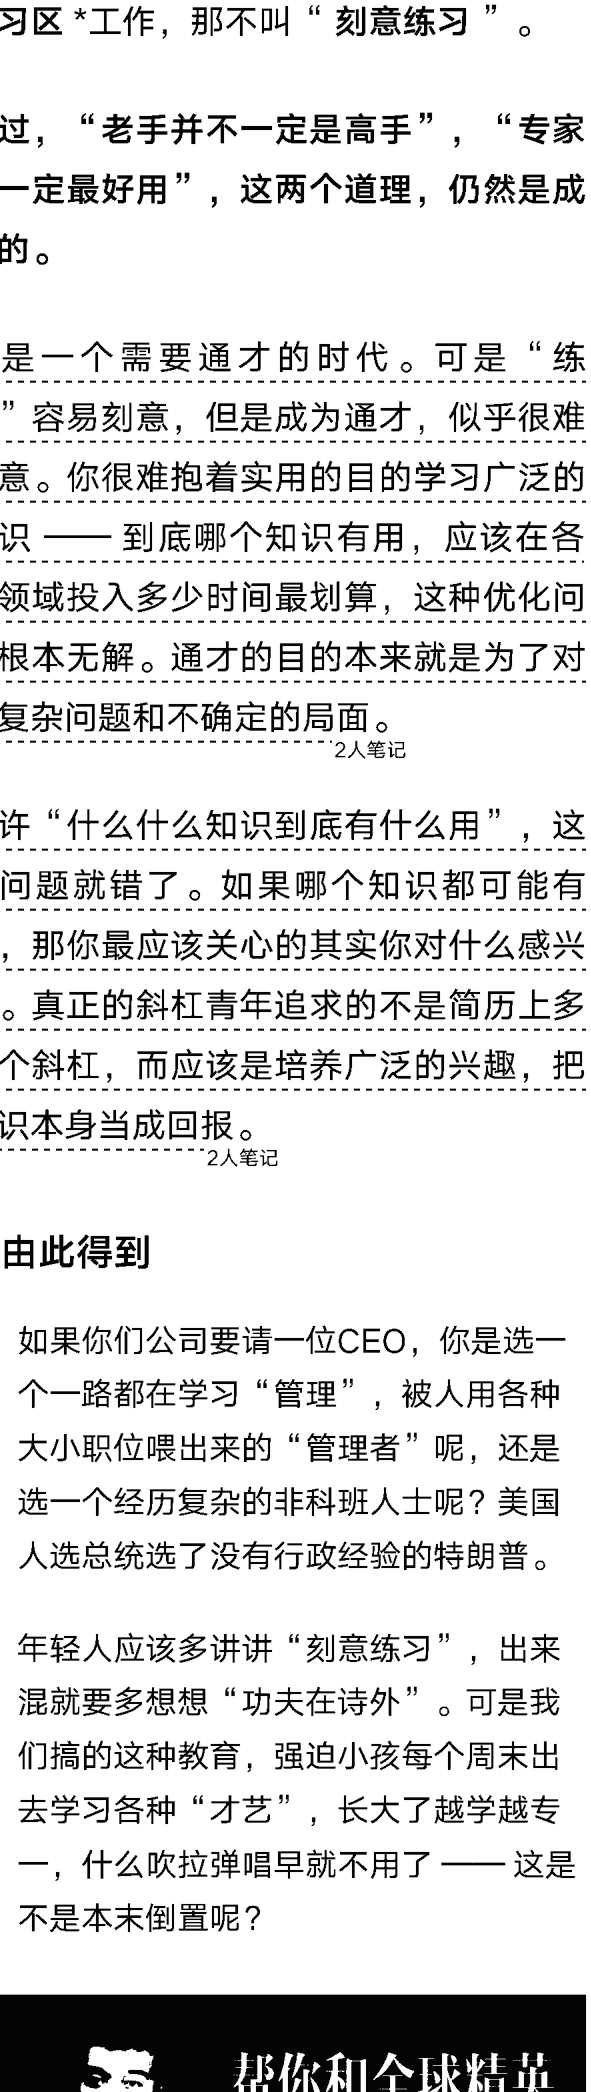 习区 *工作，那不叫“ 刻意练习 ”。
过，“老手并不一定是高手”，“专家
一定最好用”，这两个道理，仍然是成
的。
是一个需要通才的时代。可是“练
”容易刻意，但是成为通才，似乎很难
意。你很难抱着实用的目的学习广泛的
识 —— 到底哪个知识有用，应该在各
领域投入多少时间最划算，这种优化问
根本无解。通才的目的本来就是为了对
复杂问题和不确定的局面。
2人笔记
许“什么什么知识到底有什么用”，这
问题就错了。如果哪个知识都可能有
，那你最应该关心的其实你对什么感兴
。真正的斜杠青年追求的不是简历上多
个斜杠，而应该是培养广泛的兴趣，把
识本身当成回报。
2人笔记
由此得到
如果你们公司要请一位CEO，你是选一
个一路都在学习“管理”，被人用各种
大小职位喂出来的“管理者”呢，还是
选一个经历复杂的非科班人士呢？美国
人选总统选了没有行政经验的特朗普。
年轻人应该多讲讲“刻意练习”，出来
混就要多想想“功夫在诗外”。可是我
们搞的这种教育，强迫小孩每个周末出
去学习各种“才艺”，长大了越学越专
一，什么吹拉弹唱早就不用了 —— 这是
不是本末倒置呢？
帮你和全球精英